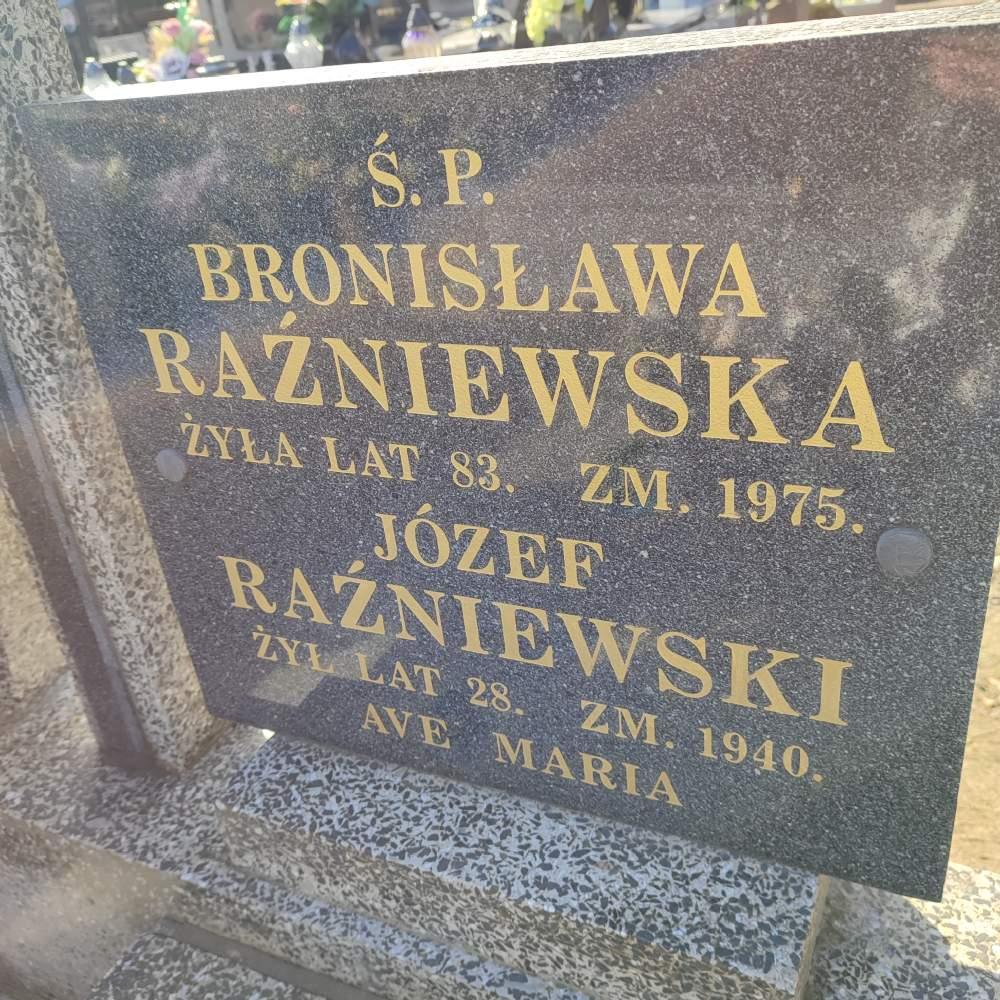 Ś. P.
BRONISŁAWA
RAŹNIEWSKA
ŻYŁA LAT 83. ZM. 1975.
JÓZEF
RAŹNIEWSKI
ŻYŁ LAT 28. ZM. 1940.
AVE MARIA